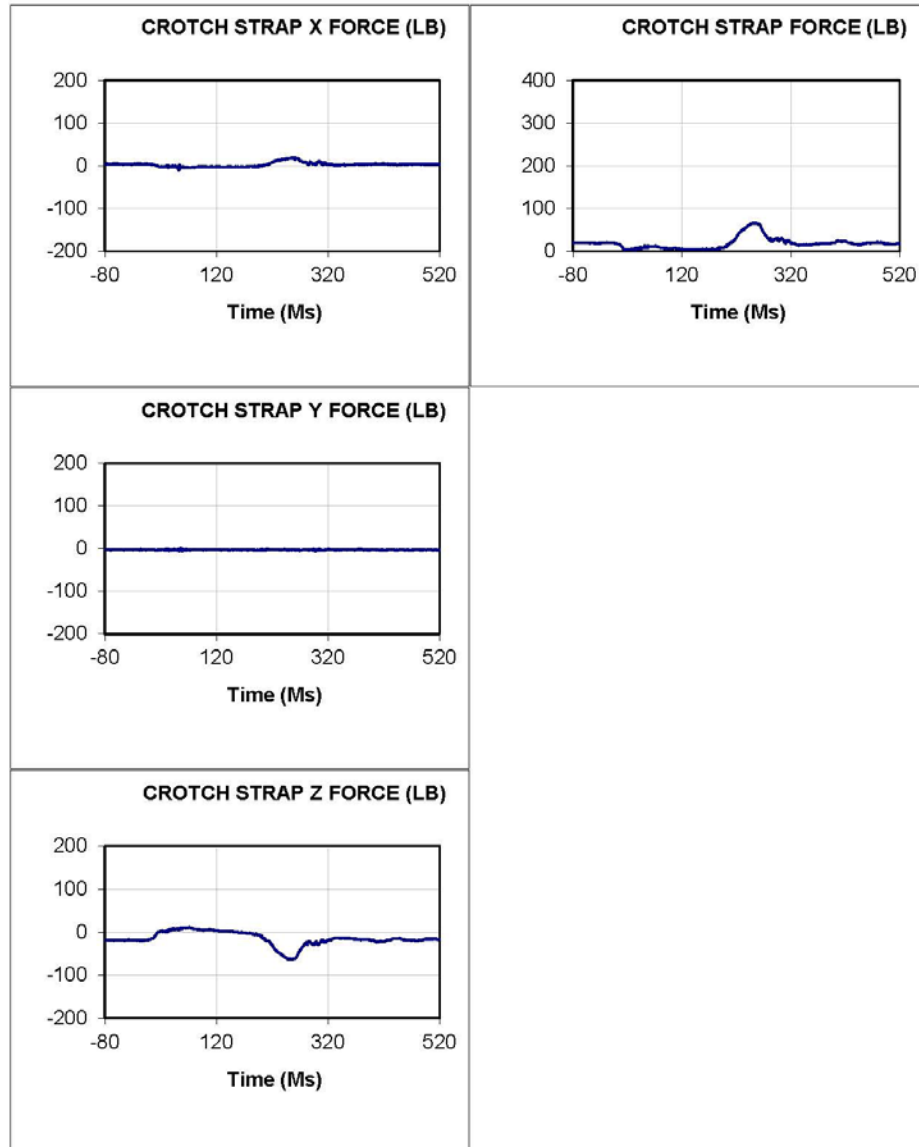 CROTCH STRAP X FORCE (LB)
200
100
0
-100
-200
-80 120 320 520
Time (Ms)
CROTCH STRAP FORCE (LB)
400
300
200
100
0
-80 120 320 520
Time (Ms)
CROTCH STRAP Y FORCE (LB)
200
100
0
-100
-200
-80 120 320 520
Time (Ms)
CROTCH STRAP Z FORCE (LB)
200
100
0
-100
-200
-80 120 320 520
Time (Ms)